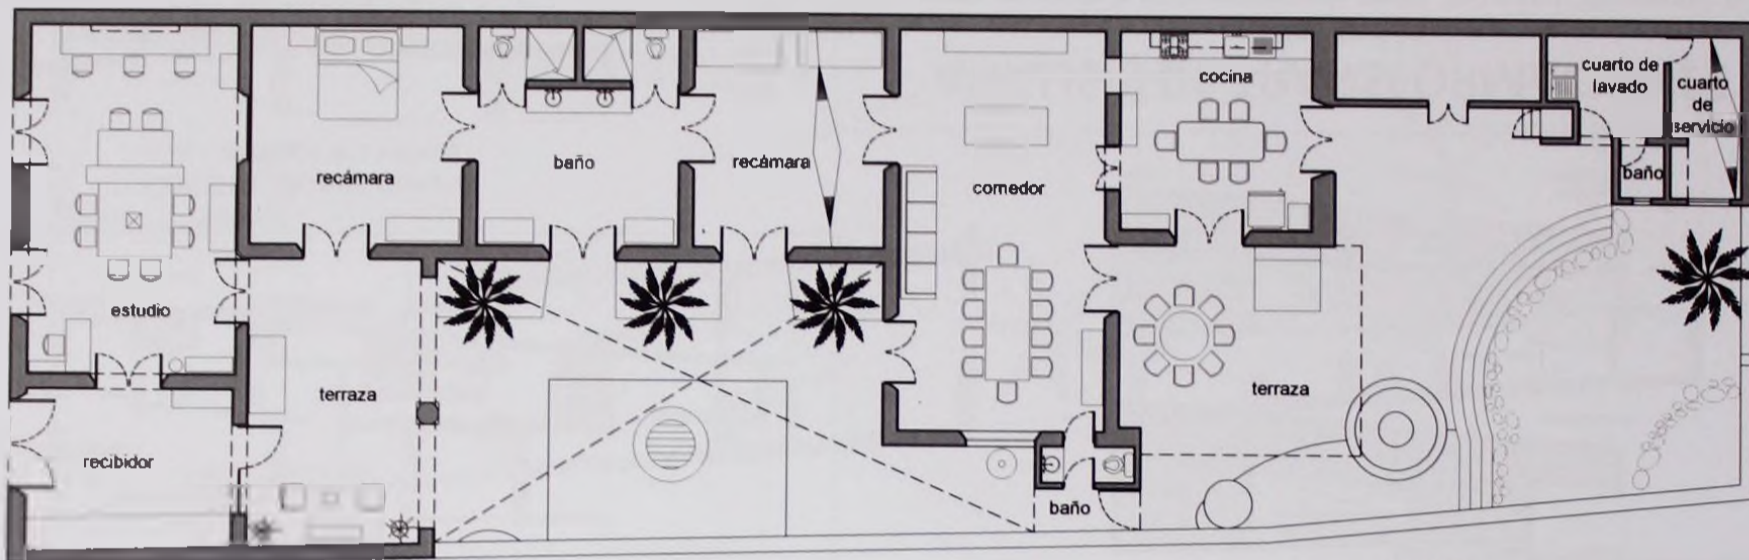 cocina
cuarto de
lavado
cuarto
de
servicio
baño
recámara
recámara
baño
comedor
estudio
terraza
terraza
recibidor
baño